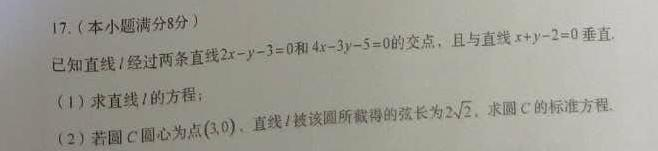 17.（本小题满分8分）
已知直线l经过两条直线2x-y-3=0和4x-3y-5=0的交点，且与直线x+y-2=0垂直.
（1）求直线l的方程；
（2）若圆C圆心为点(3,0)、直线l被该圆所截得的弦长为2√2，求圆C的标准方程.